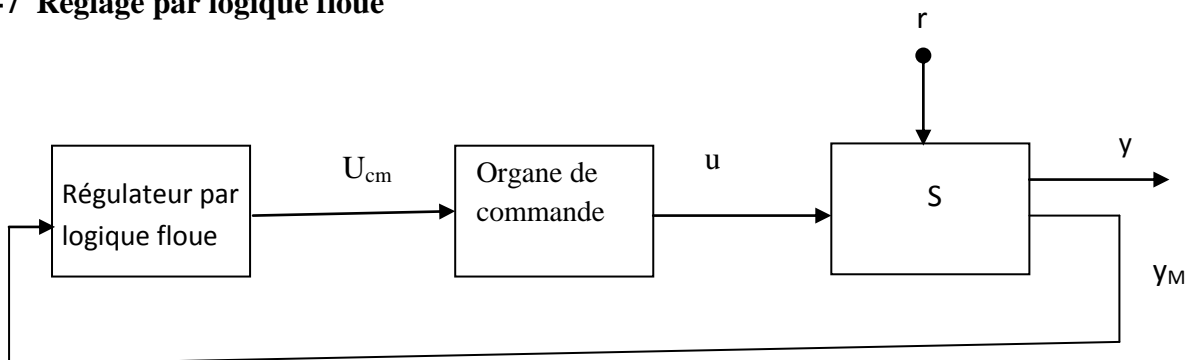 -7 Réglage par logique floue
r
Régulateur par
logique floue
Ucm
Organe de
commande
u
S
y
yM